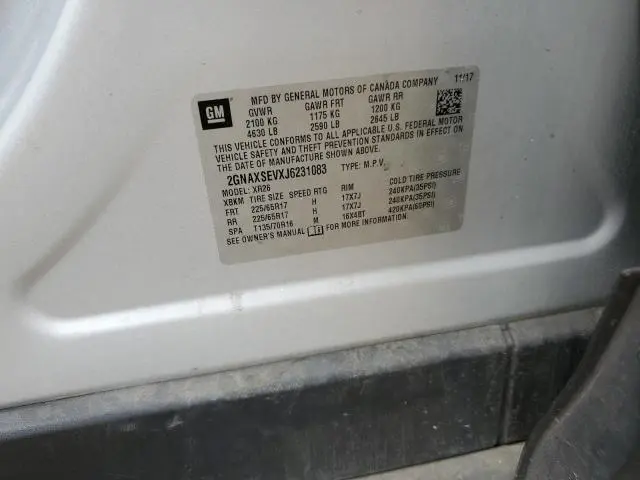 GM
MFD BY GENERAL MOTORS OF CANADA COMPANY 11/17
GVWR GAWR FRT GAWR RR
2100 KG 1175 KG 1200 KG
4630 LB 2590 LB 2645 LB
THIS VEHICLE CONFORMS TO ALL APPLICABLE U.S. FEDERAL MOTOR
VEHICLE SAFETY AND THEFT PREVENTION STANDARDS IN EFFECT ON
THE DATE OF MANUFACTURE SHOWN ABOVE.
2GNAXSEVXJ6231083 TYPE: M.P.V.
MODEL: XR26
XBKM TIRE SIZE SPEED RTG RIM COLD TIRE PRESSURE
FRT 225/65R17 H 17X7J 240KPA(35PSI)
RR 225/65R17 H 17X7J 240KPA(35PSI)
SPA T135/70R16 M 16X4BT 420KPA(60PSI)
SEE OWNER'S MANUAL FOR MORE INFORMATION.